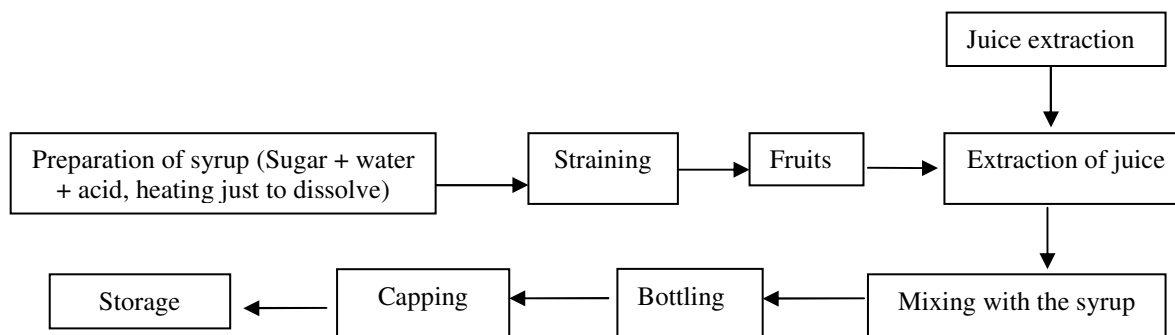 Juice extraction
Preparation of syrup (Sugar + water
+ acid, heating just to dissolve)
Straining
Fruits
Extraction of juice
Storage
Capping
Bottling
Mixing with the syrup